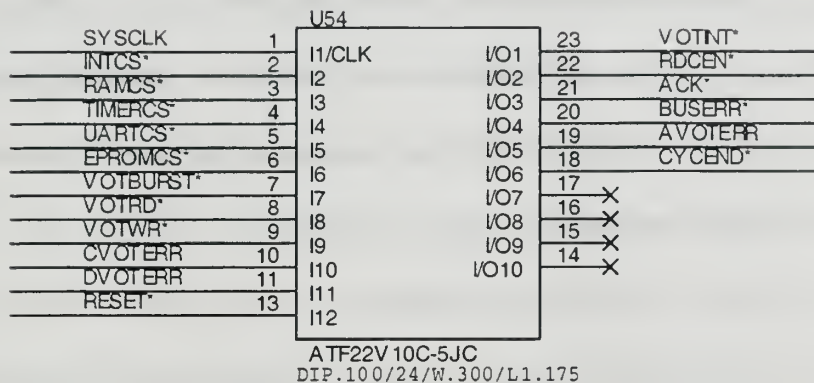 U54
SYSCLK 1 I1/CLK I/O1 23 VOTINT*
INTCS* 2 I2 I/O2 22 RDCEN*
RAMCS* 3 I3 I/O3 21 ACK*
TIMERCS* 4 I4 I/O4 20 BUSERR*
UARTCS* 5 I5 I/O5 19 AVOTERR
EPROMCS* 6 I6 I/O6 18 CYCEND*
VOTBURST* 7 I7 I/O7 17
VOTRD* 8 I8 I/O8 16
VOTWR* 9 I9 I/O9 15
CVOTERR 10 I10 I/O10 14
DVOTERR 11 I11
RESET* 13 I12
ATF22V10C-5JC
DIP.100/24/W.300/L1.175